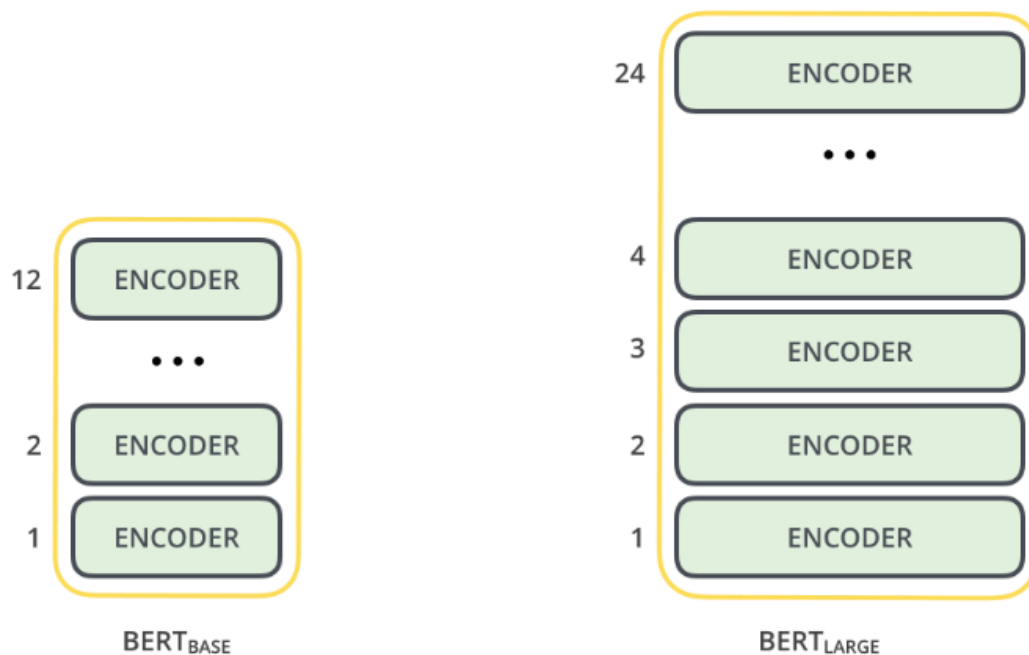 12 ENCODER
2 ENCODER
1 ENCODER
BERTBASE
24 ENCODER
4 ENCODER
3 ENCODER
2 ENCODER
1 ENCODER
BERTLARGE